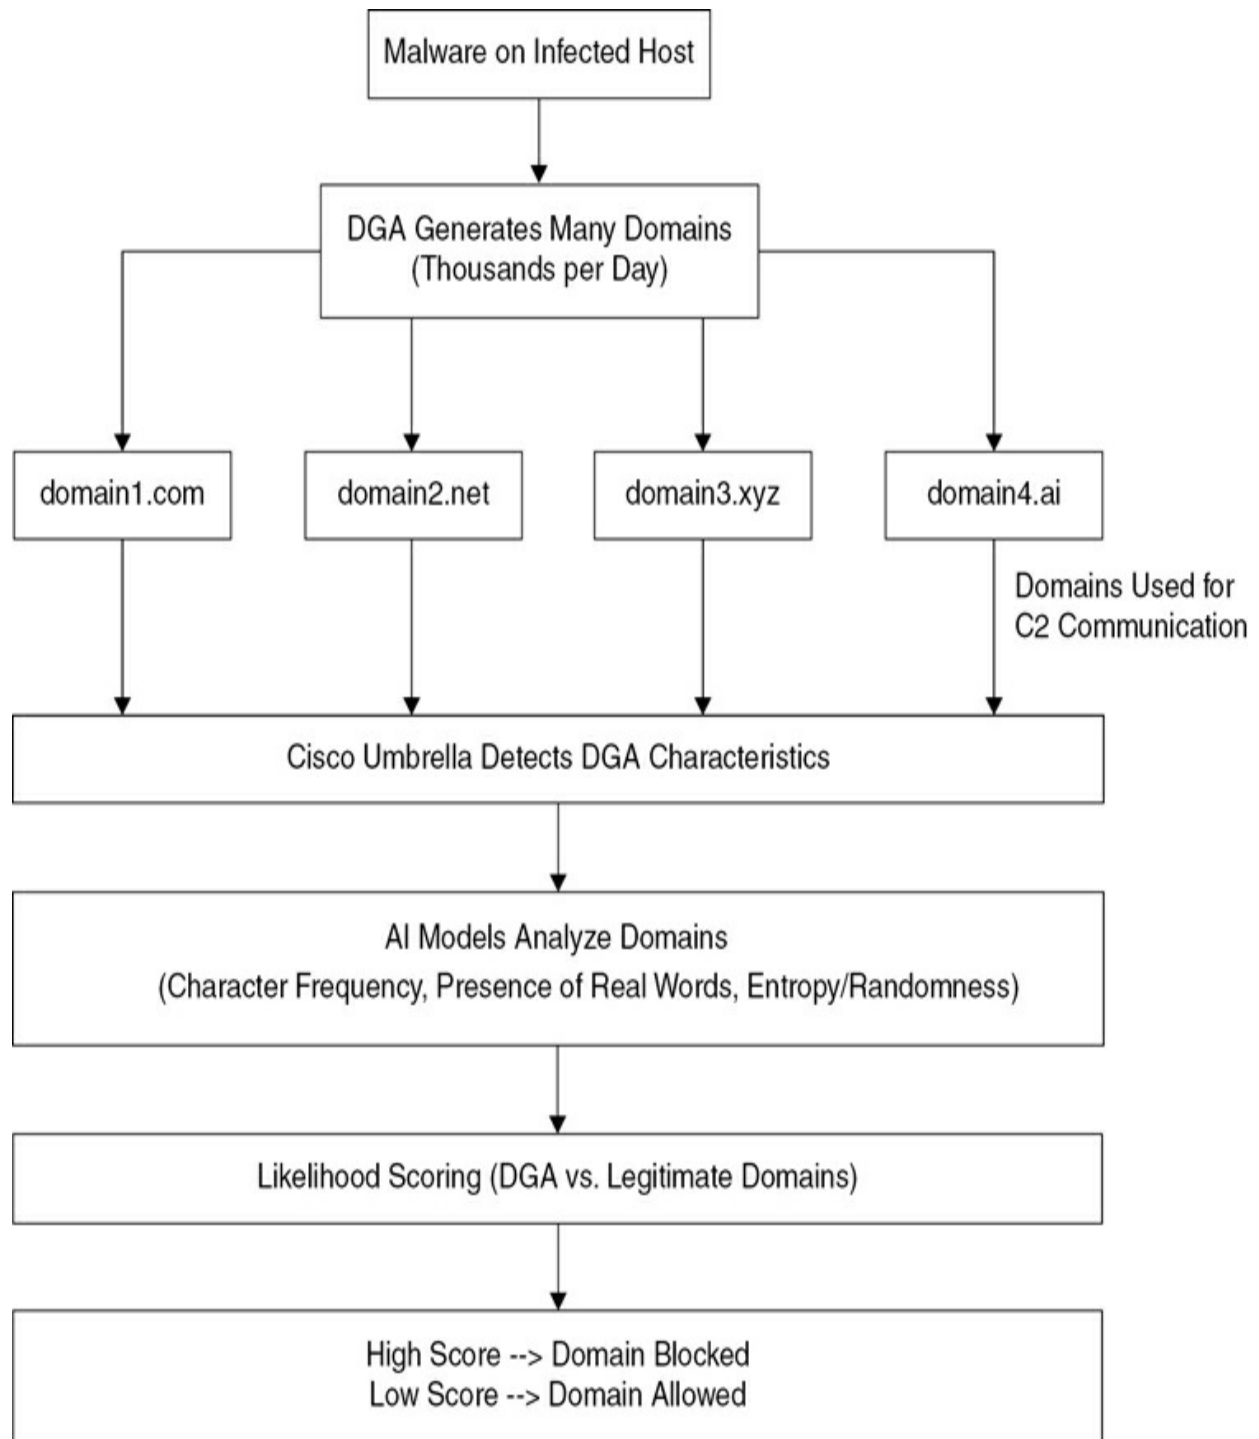 Malware on Infected Host
DGA Generates Many Domains
(Thousands per Day)
domain1.com
domain2.net
domain3.xyz
domain4.ai
Domains Used for
C2 Communication
Cisco Umbrella Detects DGA Characteristics
AI Models Analyze Domains
(Character Frequency, Presence of Real Words, Entropy/Randomness)
Likelihood Scoring (DGA vs. Legitimate Domains)
High Score --> Domain Blocked
Low Score --> Domain Allowed